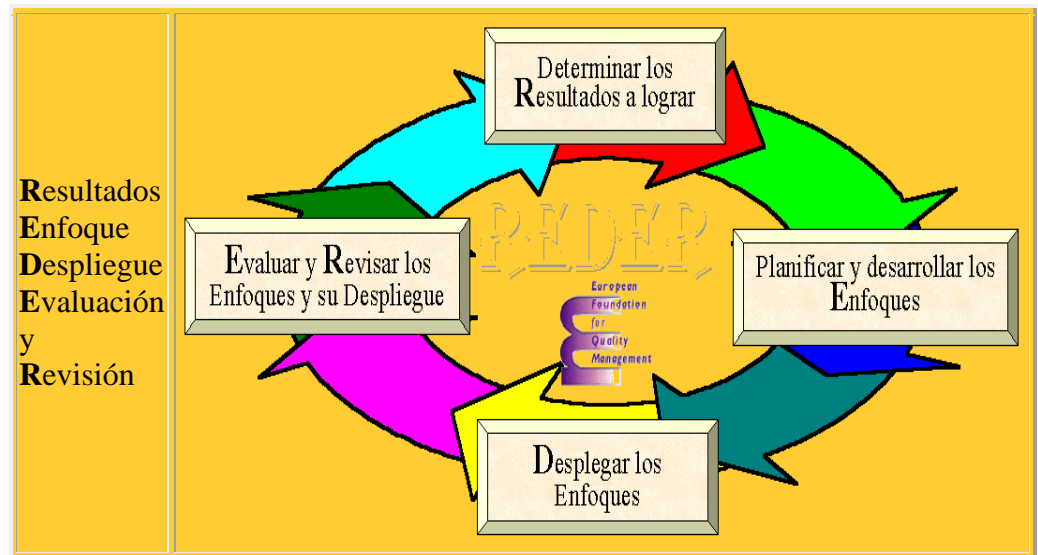 Resultados
Enfoque
Despliegue
Evaluación
y
Revisión
Determinar los
Resultados a lograr
REDER
Evaluar y Revisar los
Enfoques y su Despliegue
European
Foundation
for
Quality
Management
Planificar y desarrollar los
Enfoques
Desplegar los
Enfoques